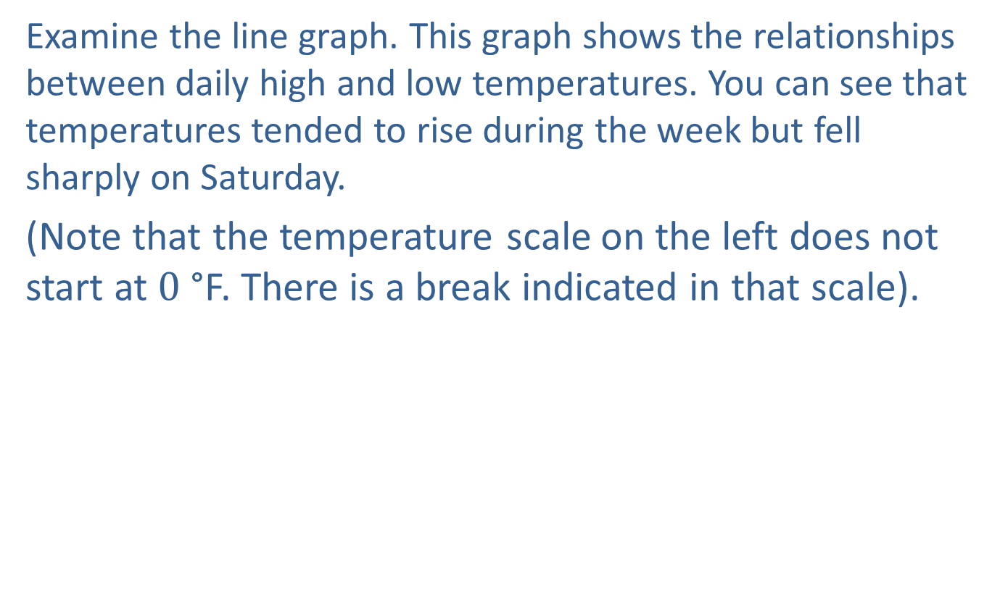 Examine the line graph. This graph shows the relationships
between daily high and low temperatures. You can see that
temperatures tended to rise during the week but fell
sharply on Saturday.
(Note that the temperature scale on the left does not
start at 0 °F. There is a break indicated in that scale).